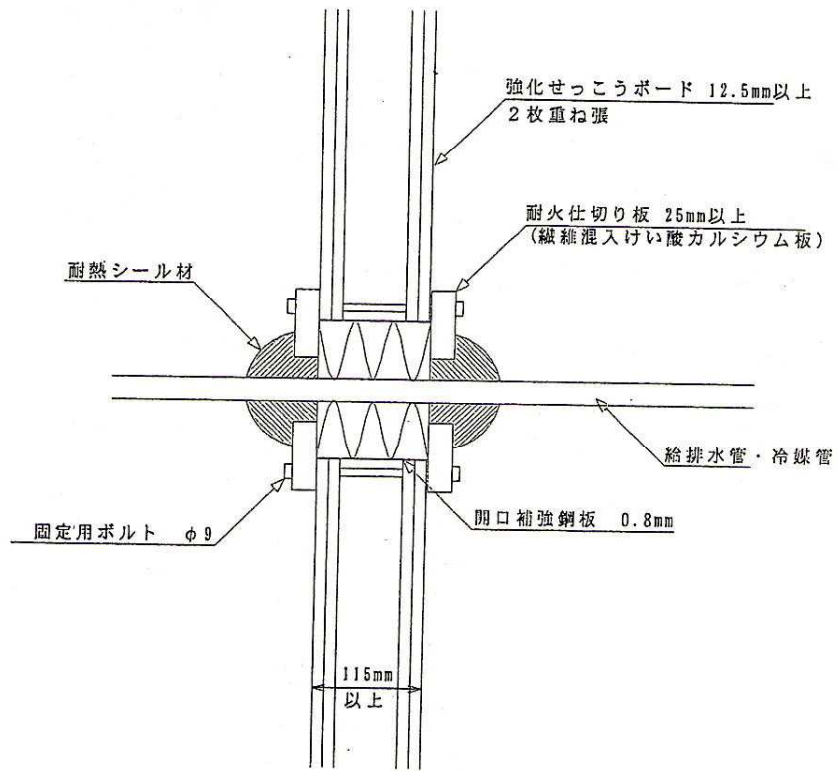 強化せっこうボード 12.5mm以上
2枚重ね張
耐火仕切り板 25mm以上
(繊維混入けい酸カルシウム板)
耐熱シール材
給排水管・冷媒管
開口補強鋼板 0.8mm
固定用ボルト φ9
115mm
以上